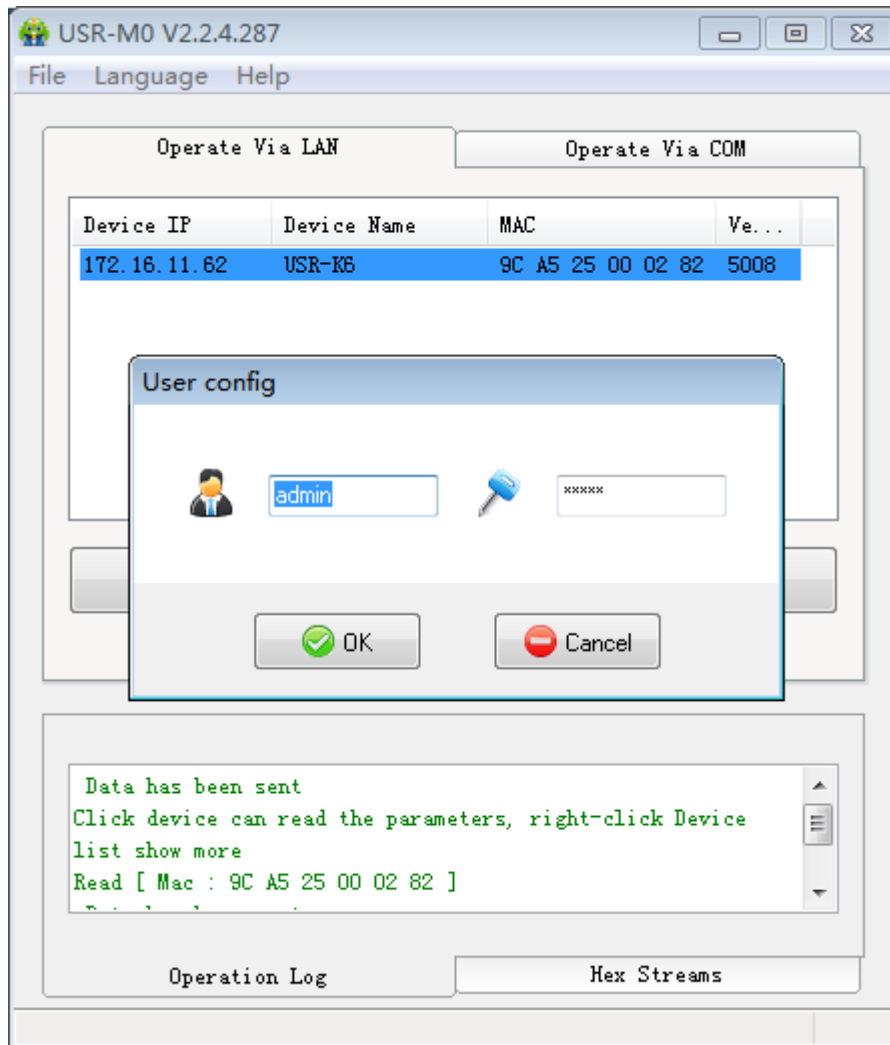 USR-M0 V2.2.4.287
File Language Help
Operate Via LAN Operate Via COM
Device IP Device Name MAC Ve...
172.16.11.62 USR-K6 9C A5 25 00 02 82 5008
User config
admin *****
OK Cancel
Data has been sent
Click device can read the parameters, right-click Device
list show more
Read [ Mac : 9C A5 25 00 02 82 ]
Operation Log Hex Streams